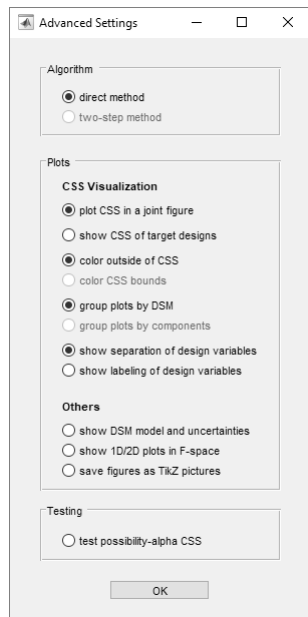 Advanced Settings
Algorithm
direct method
two-step method
Plots
CSS Visualization
plot CSS in a joint figure
show CSS of target designs
color outside of CSS
color CSS bounds
group plots by DSM
group plots by components
show separation of design variables
show labeling of design variables
Others
show DSM model and uncertainties
show 1D/2D plots in F-space
save figures as TikZ pictures
Testing
test possibility-alpha CSS
OK